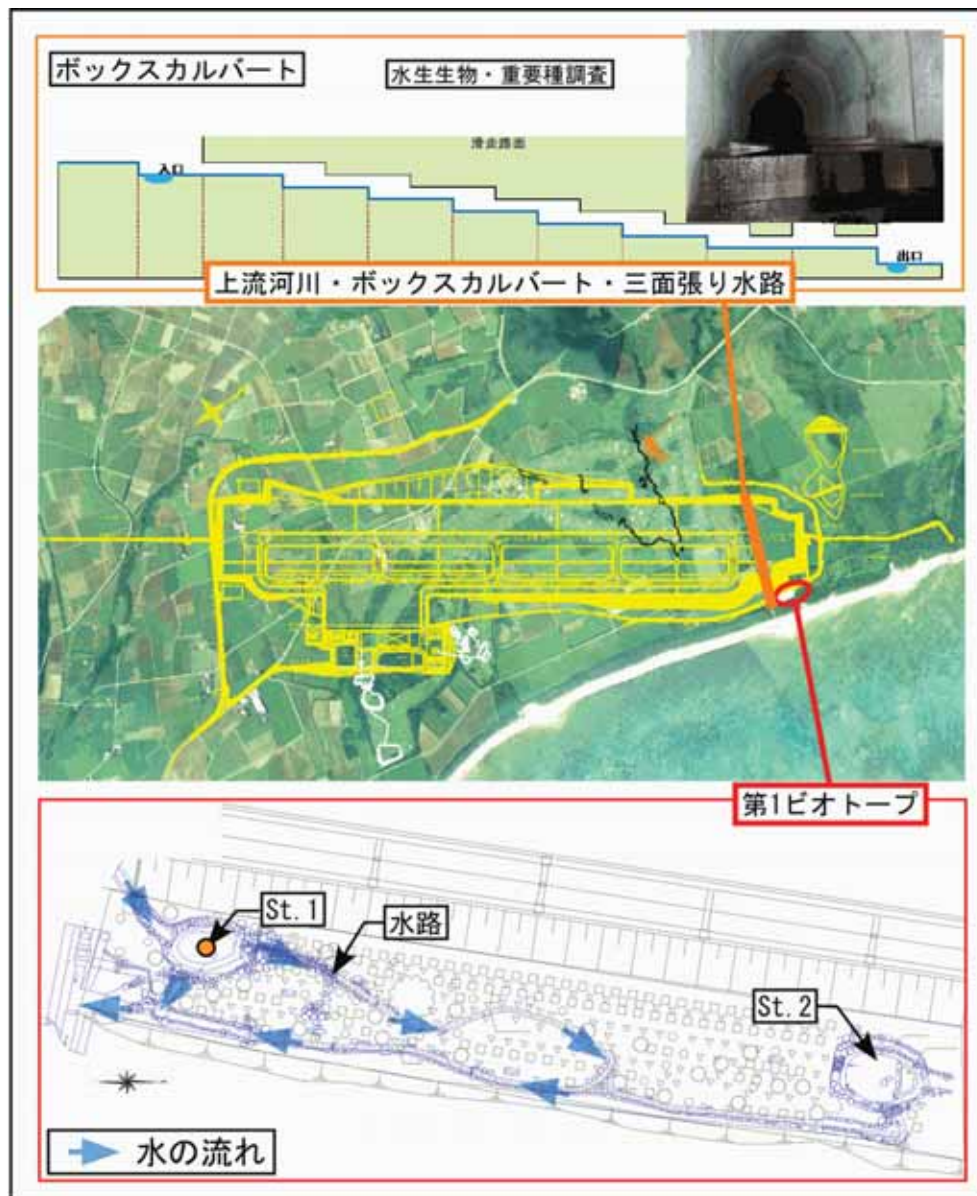 ボックスカルバート
水生生物・重要種調査
滑走路面
入口
出口
上流河川・ボックスカルバート・三面張り水路
第1ビオトープ
St.1
水路
St.2
水の流れ